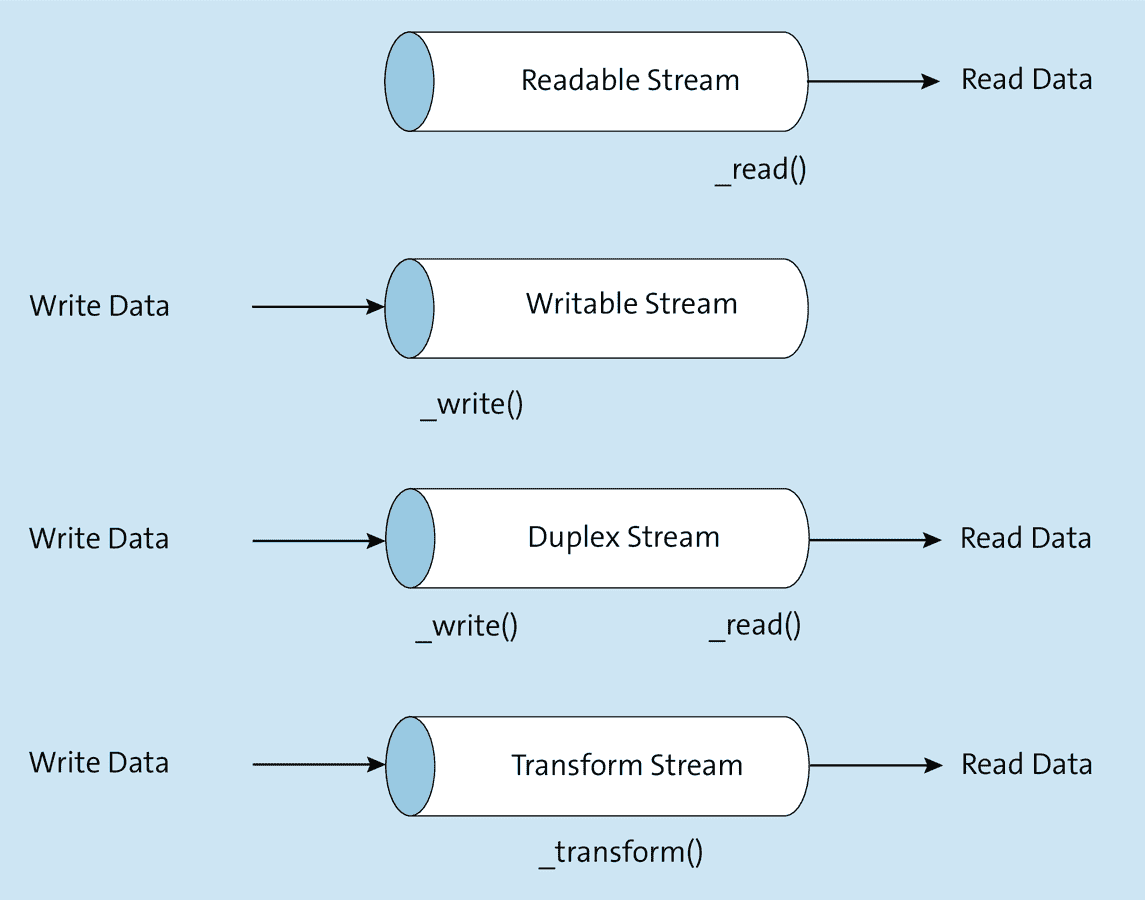 Readable Stream
Read Data
_read()
Write Data
Writable Stream
_write()
Write Data
Duplex Stream
Read Data
_write()
_read()
Write Data
Transform Stream
Read Data
_transform()